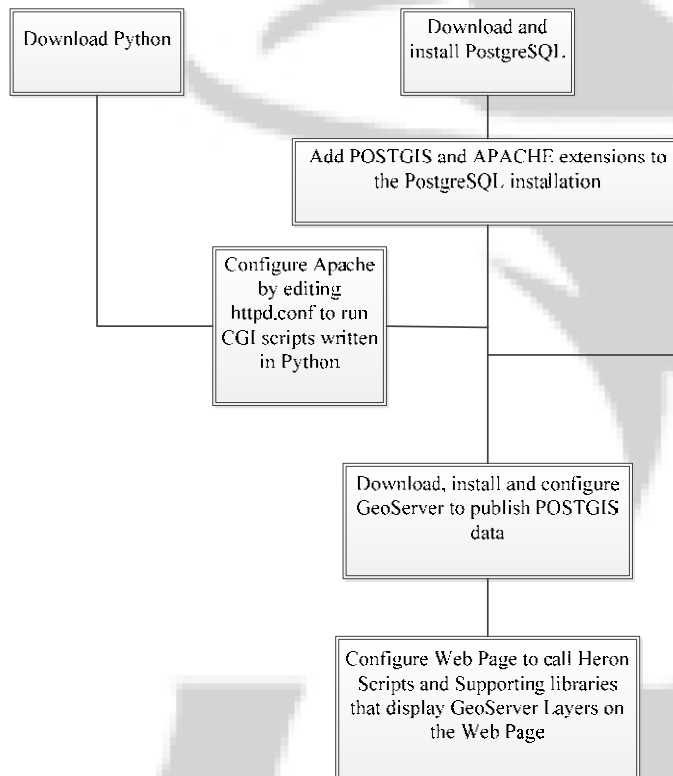 Download Python
Download and
install PostgreSQL
Add POSTGIS and APACHE extensions to
the PostgreSQL installation
Configure Apache
by editing
httpd.conf to run
CGI scripts written
in Python
Download, install and configure
GeoServer to publish POSTGIS
data
Configure Web Page to call Heron
Scripts and Supporting libraries
that display GeoServer Layers on
the Web Page